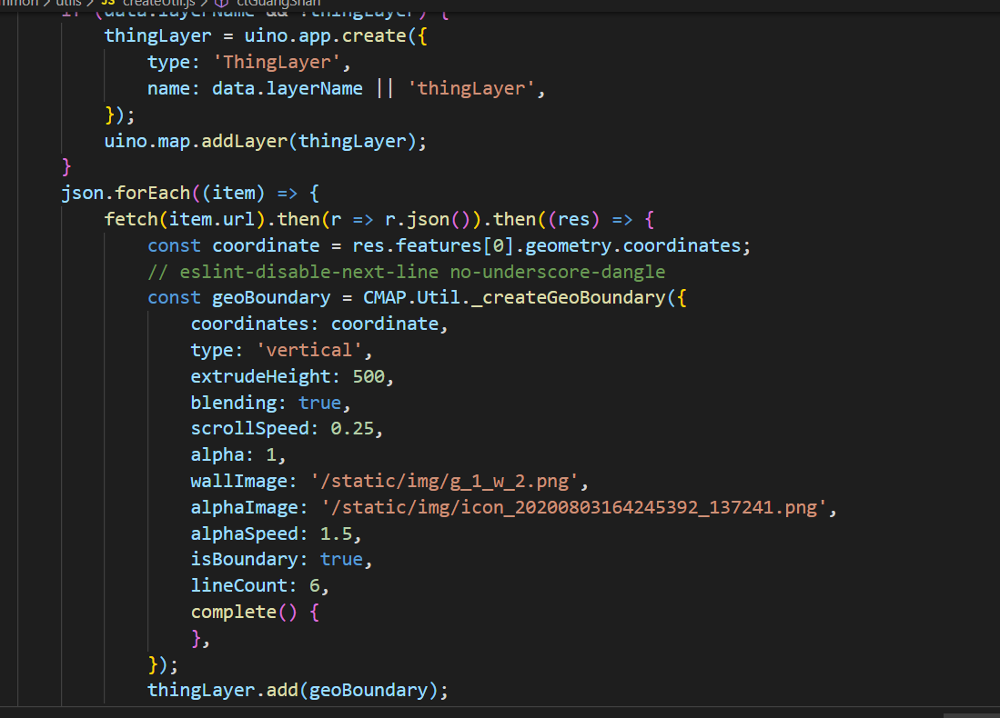 mmon > utils > JS createUtil.js > ctGuangShan
if (data.layerName && !thingLayer) {
thingLayer = uino.app.create({
type: 'ThingLayer',
name: data.layerName || 'thingLayer',
});
uino.map.addLayer(thingLayer);
}
json.forEach((item) => {
fetch(item.url).then(r => r.json()).then((res) => {
const coordinate = res.features[0].geometry.coordinates;
// eslint-disable-next-line no-underscore-dangle
const geoBoundary = CMAP.Util._createGeoBoundary({
coordinates: coordinate,
type: 'vertical',
extrudeHeight: 500,
blending: true,
scrollSpeed: 0.25,
alpha: 1,
wallImage: '/static/img/g_1_w_2.png',
alphaImage: '/static/img/icon_20200803164245392_137241.png',
alphaSpeed: 1.5,
isBoundary: true,
lineCount: 6,
complete() {
},
});
thingLayer.add(geoBoundary);